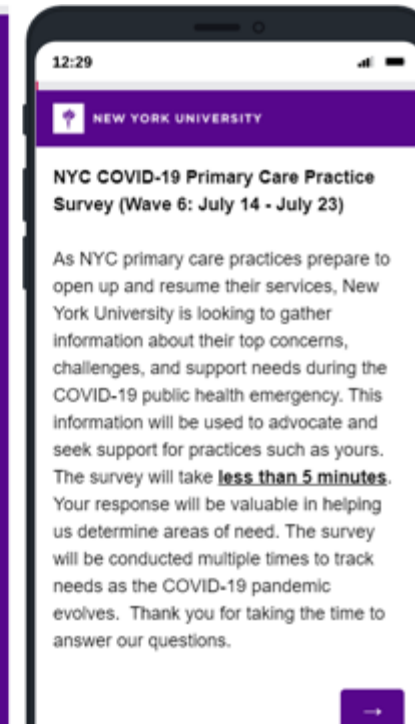 12:29
NEW YORK UNIVERSITY
NYC COVID-19 Primary Care Practice
Survey (Wave 6: July 14 - July 23)
As NYC primary care practices prepare to
open up and resume their services, New
York University is looking to gather
information about their top concerns,
challenges, and support needs during the
COVID-19 public health emergency. This
information will be used to advocate and
seek support for practices such as yours.
The survey will take less than 5 minutes.
Your response will be valuable in helping
us determine areas of need. The survey
will be conducted multiple times to track
needs as the COVID-19 pandemic
evolves.  Thank you for taking the time to
answer our questions.
→